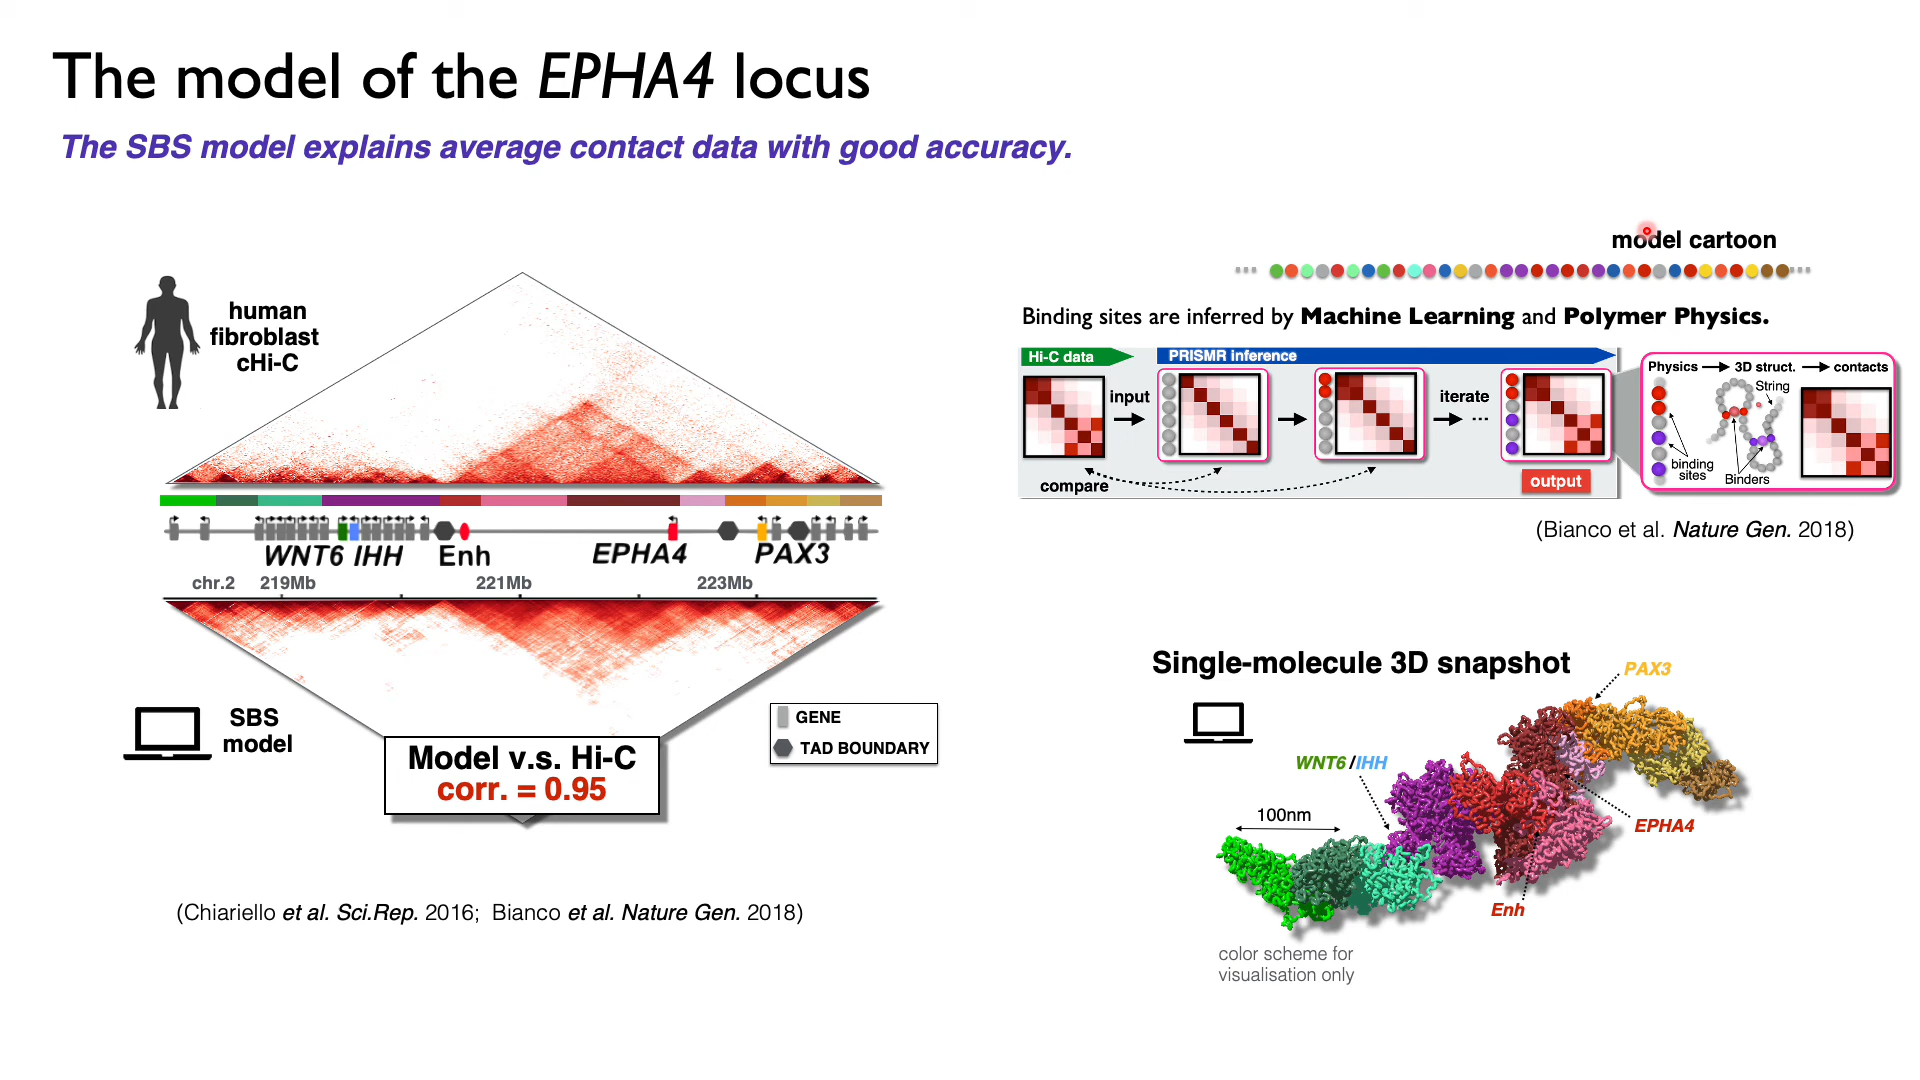 The model of the EPHA4 locus
The SBS model explains average contact data with good accuracy.
human
fibroblast
cHi-C
WNT6 IHH Enh EPHA4 PAX3
chr.2 219Mb 221Mb 223Mb
SBS
model
GENE
TAD BOUNDARY
Model v.s. Hi-C
corr. = 0.95
(Chiariello et al. Sci.Rep. 2016; Bianco et al. Nature Gen. 2018)
model cartoon
Binding sites are inferred by Machine Learning and Polymer Physics.
Hi-C data
PRISMR inference
input
iterate
...
compare
output
Physics 3D struct. contacts
String
binding
sites
Binders
(Bianco et al. Nature Gen. 2018)
Single-molecule 3D snapshot
PAX3
WNT6 /IHH
100nm
EPHA4
Enh
color scheme for
visualisation only